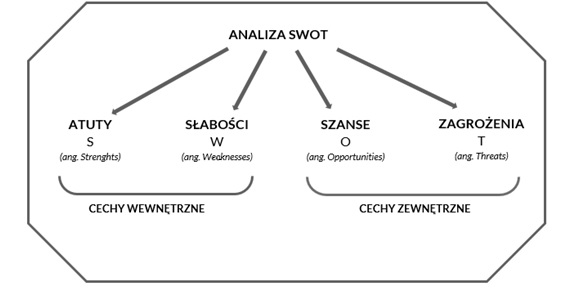 ANALIZA SWOT
ATUTY
S
(ang. Strenghts)
SŁABOŚCI
W
(ang. Weaknesses)
SZANSE
O
(ang. Opportunities)
ZAGROŻENIA
T
(ang. Threats)
CECHY WEWNĘTRZNE
CECHY ZEWNĘTRZNE